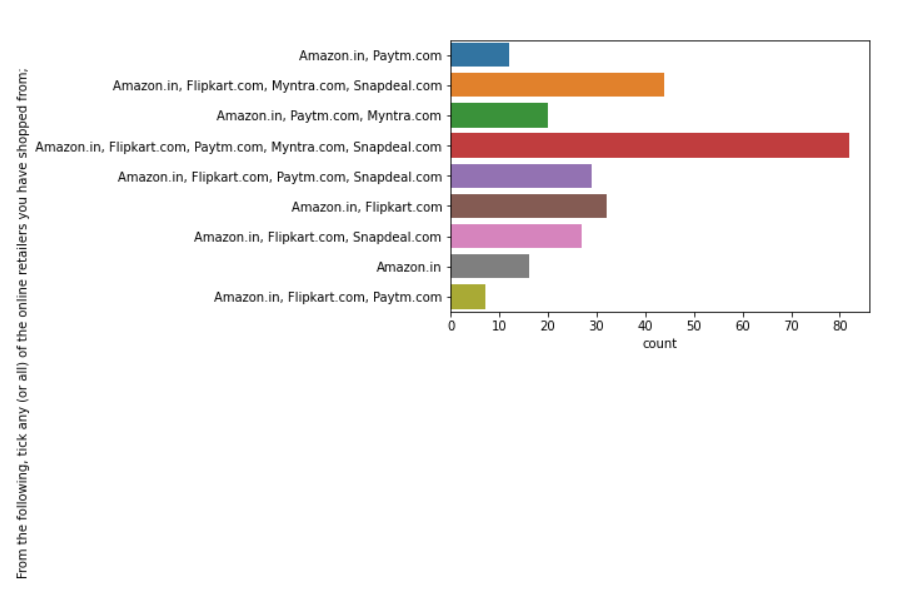 From the following, tick any (or all) of the online retailers you have shopped from;
Amazon.in, Paytm.com
Amazon.in, Flipkart.com, Myntra.com, Snapdeal.com
Amazon.in, Paytm.com, Myntra.com
Amazon.in, Flipkart.com, Paytm.com, Myntra.com, Snapdeal.com
Amazon.in, Flipkart.com, Paytm.com, Snapdeal.com
Amazon.in, Flipkart.com
Amazon.in, Flipkart.com, Snapdeal.com
Amazon.in
Amazon.in, Flipkart.com, Paytm.com
0 10 20 30 40 50 60 70 80
count